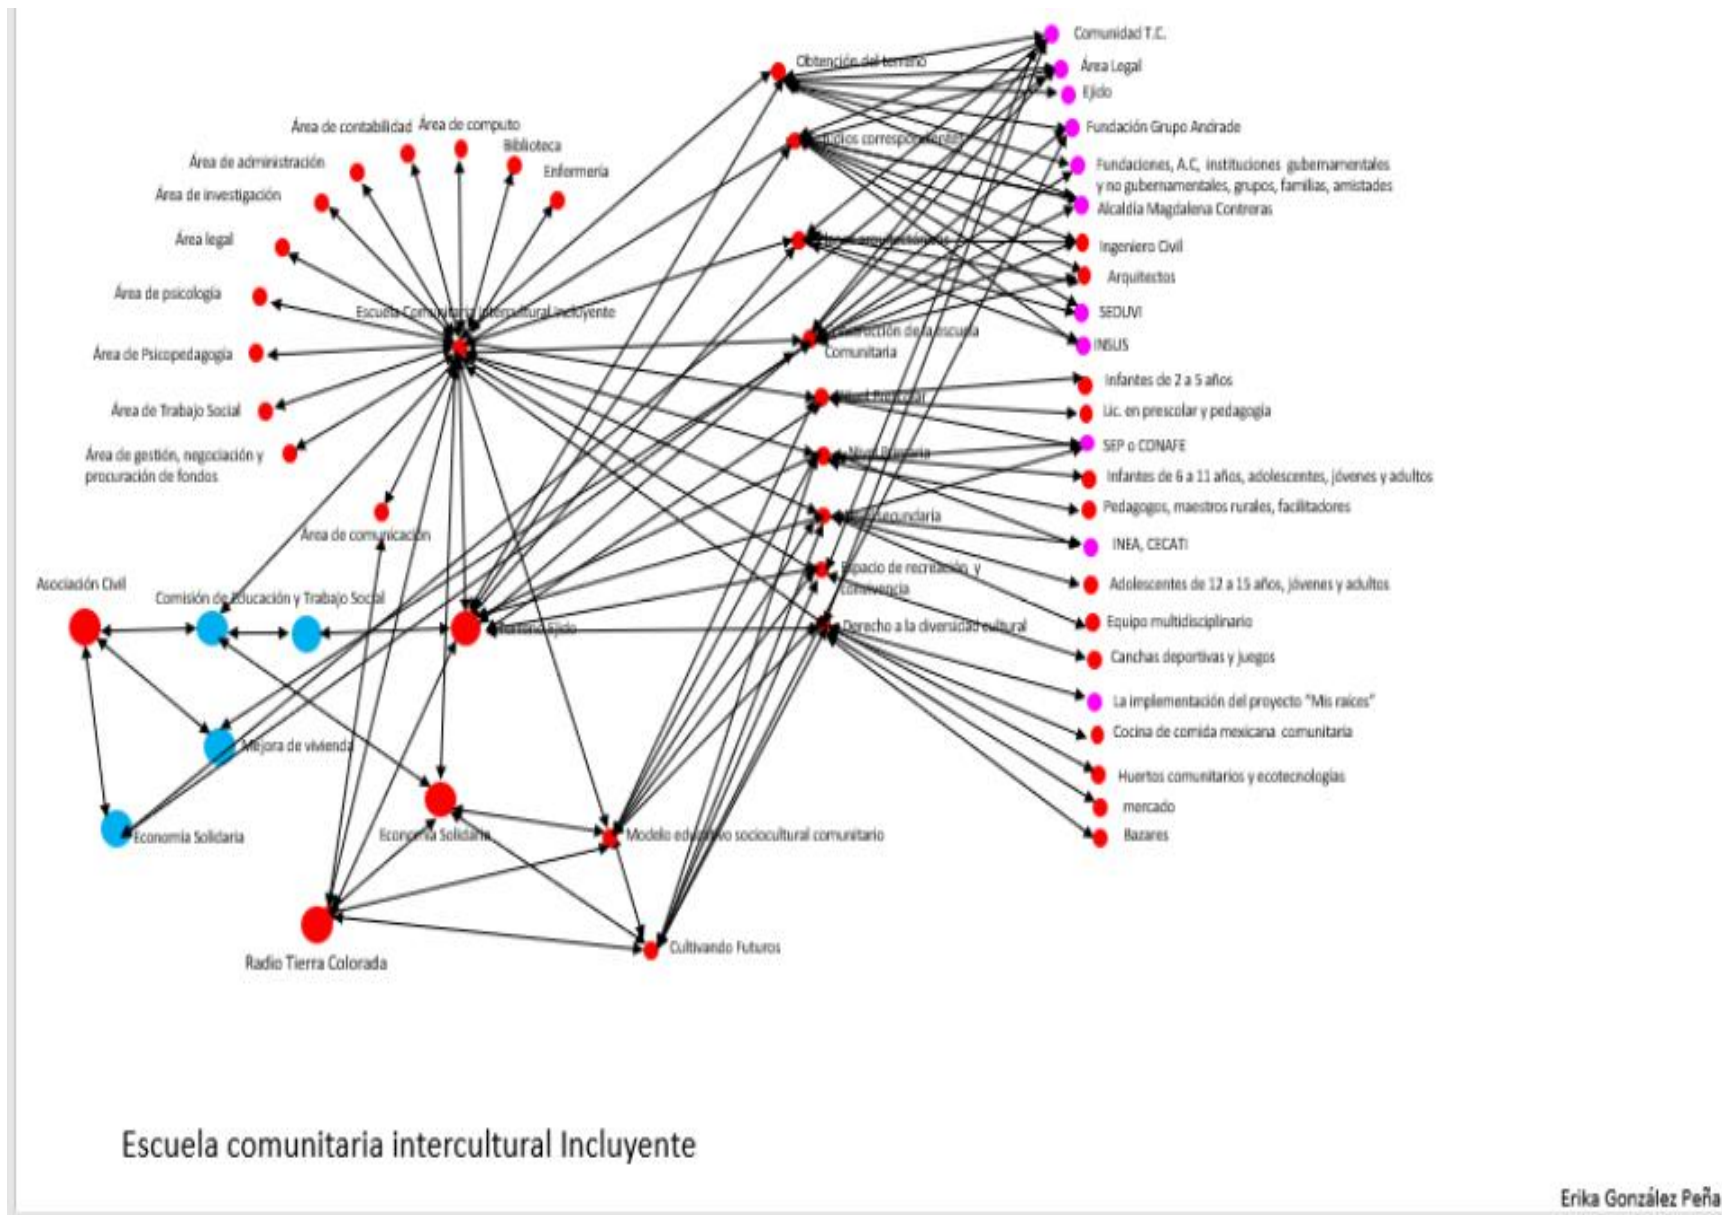 Comunidad T.C.
Obtención del terreno
Área Legal
Ejido
Área de contabilidad
Área de computo
Fundación Grupo Andrade
Biblioteca
correspondientes
Área de administración
Enfermería
Fundaciones, A.C, instituciones gubernamentales
y no gubernamentales, grupos, familias, amistades
Área de investigación
Alcaldía Magdalena Contreras
Área legal
Ingeniero Civil
Arquitectos
Área de psicología
Escuela Comunitaria intercultural incluyente
SEDUVI
de la escuela
Comunitaria
INSUS
Área de Psicopedagogía
Infantes de 2 a 5 años
Nivel Prescolar
Área de Trabajo Social
Lic. en prescolar y pedagogía
SEP o CONAFE
Área de gestión, negociación y
procuración de fondos
Nivel Primaria
Infantes de 6 a 11 años, adolescentes, jóvenes y adultos
Pedagogos, maestros rurales, facilitadores
secundaria
Área de comunicación
INEA, CECATI
Asociación Civil
Comisión de Educación y Trabajo Social
Espacio de recreación y
convivencia
Adolescentes de 12 a 15 años, jóvenes y adultos
Equipo multidisciplinario
Ejido
Derecho a la diversidad cultural
Canchas deportivas y juegos
La implementación del proyecto "Mis raíces"
Cocina de comida mexicana comunitaria
Mejora de vivienda
Huertos comunitarios y ecotecnologías
mercado
Economía Solidaria
Economía Solidaria
Modelo educativo sociocultural comunitario
Bazares
Cultivando Futuros
Radio Tierra Colorada
Escuela comunitaria intercultural Incluyente
Erika González Peña